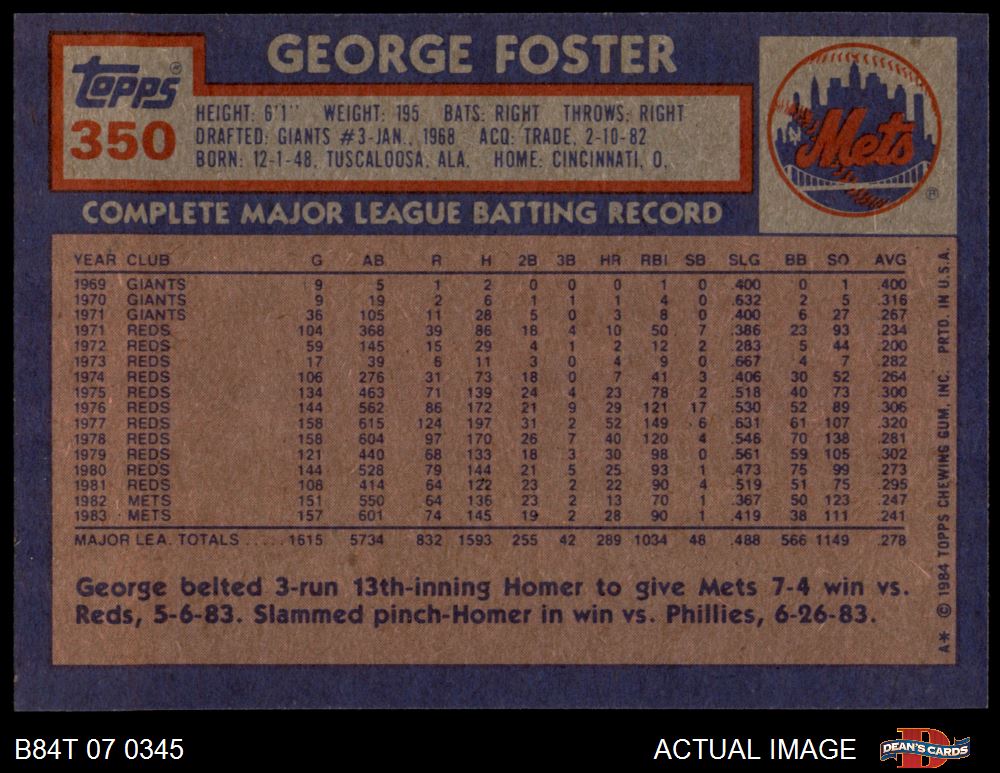 GEORGE FOSTER
TOPPS ®
350
HEIGHT: 6'1" WEIGHT: 195 BATS: RIGHT THROWS: RIGHT
DRAFTED: GIANTS #3-JAN., 1968 ACQ: TRADE, 2-10-82
BORN: 12-1-48, TUSCALOOSA, ALA. HOME: CINCINNATI, O.
Mets
®
COMPLETE MAJOR LEAGUE BATTING RECORD
YEAR CLUB G AB R H 2B 3B HR RBI SB SLG BB SO AVG
1969 GIANTS 9 5 1 2 0 0 0 1 0 .400 0 1 .400
1970 GIANTS 9 19 2 6 1 1 1 4 0 .632 2 5 .316
1971 GIANTS 36 105 11 28 5 0 3 8 0 .400 6 27 .267
1971 REDS 104 368 39 86 18 4 10 50 7 .386 23 93 .234
1972 REDS 59 145 15 29 4 1 2 12 2 .283 5 44 .200
1973 REDS 17 39 6 11 3 0 4 9 0 .667 4 7 .282
1974 REDS 106 276 31 73 18 0 7 41 3 .406 30 52 .264
1975 REDS 134 463 71 139 24 4 23 78 2 .518 40 73 .300
1976 REDS 144 562 86 172 21 9 29 121 17 .530 52 89 .306
1977 REDS 158 615 124 197 31 2 52 149 6 .631 61 107 .320
1978 REDS 158 604 97 170 26 7 40 120 4 .546 70 138 .281
1979 REDS 121 440 68 133 18 3 30 98 0 .561 59 105 .302
1980 REDS 144 528 79 144 21 5 25 93 1 .473 75 99 .273
1981 REDS 108 414 64 122 23 2 22 90 4 .519 51 75 .295
1982 METS 151 550 64 136 23 2 13 70 1 .367 50 123 .247
1983 METS 157 601 74 145 19 2 28 90 1 .419 38 111 .241
MAJOR LEA. TOTALS ..... 1615 5734 832 1593 255 42 289 1034 48 .488 566 1149 .278
George belted 3-run 13th-inning Homer to give Mets 7-4 win vs.
Reds, 5-6-83. Slammed pinch-Homer in win vs. Phillies, 6-26-83.
A* © 1984 TOPPS CHEWING GUM, INC. PRTD. IN U.S.A.
B84T 07 0345
ACTUAL IMAGE
DEAN'S CARDS